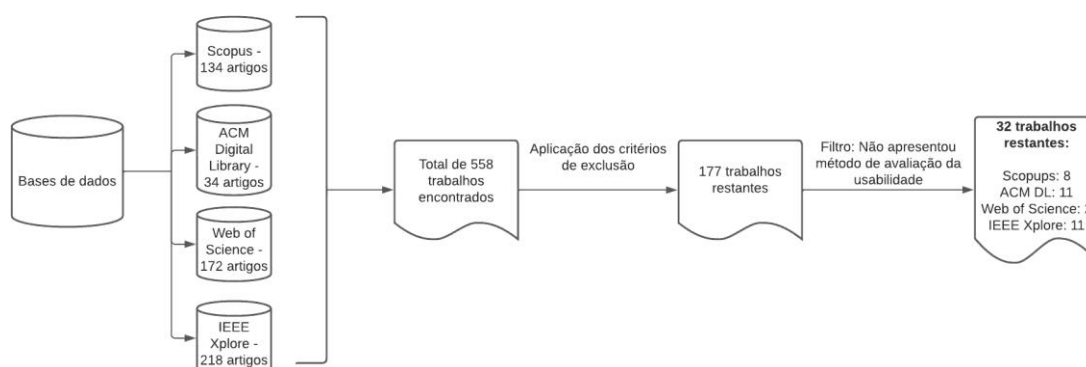 Bases de dados
Scopus -
134 artigos
ACM
Digital
Library -
34 artigos
Web of
Science -
172 artigos
IEEE
Xplore -
218 artigos
Total de 558
trabalhos
encontrados
Aplicação dos critérios
de exclusão
177 trabalhos
restantes
Filtro: Não apresentou
método de avaliação da
usabilidade
32 trabalhos
restantes:
Scopups: 8
ACM DL: 11
Web of Science:
IEEE Xplore: 11